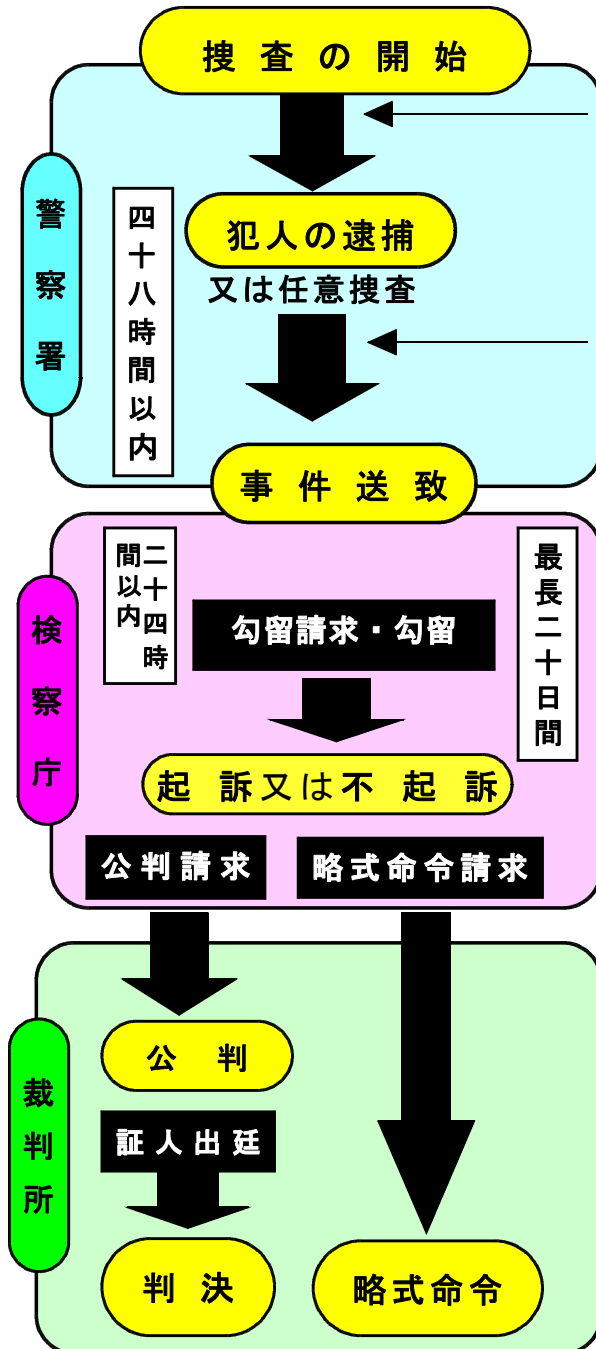 捜査の開始
警察署
四十八時間以内
犯人の逮捕
又は任意捜査
事件送致
検察庁
二十四時
間以内
最長二十日間
勾留請求・勾留
起訴又は不起訴
公判請求
略式命令請求
裁判所
公判
証人出廷
判決
略式命令